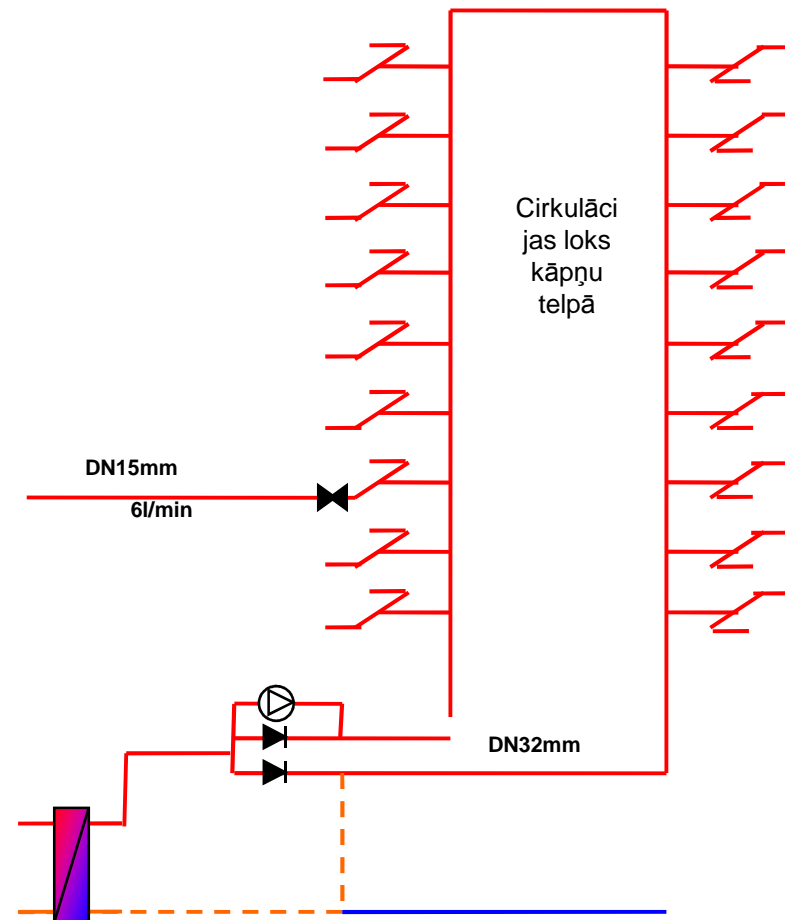 Cirkulāci
jas loks
kāpņu
telpā
DN15mm
6l/min
DN32mm